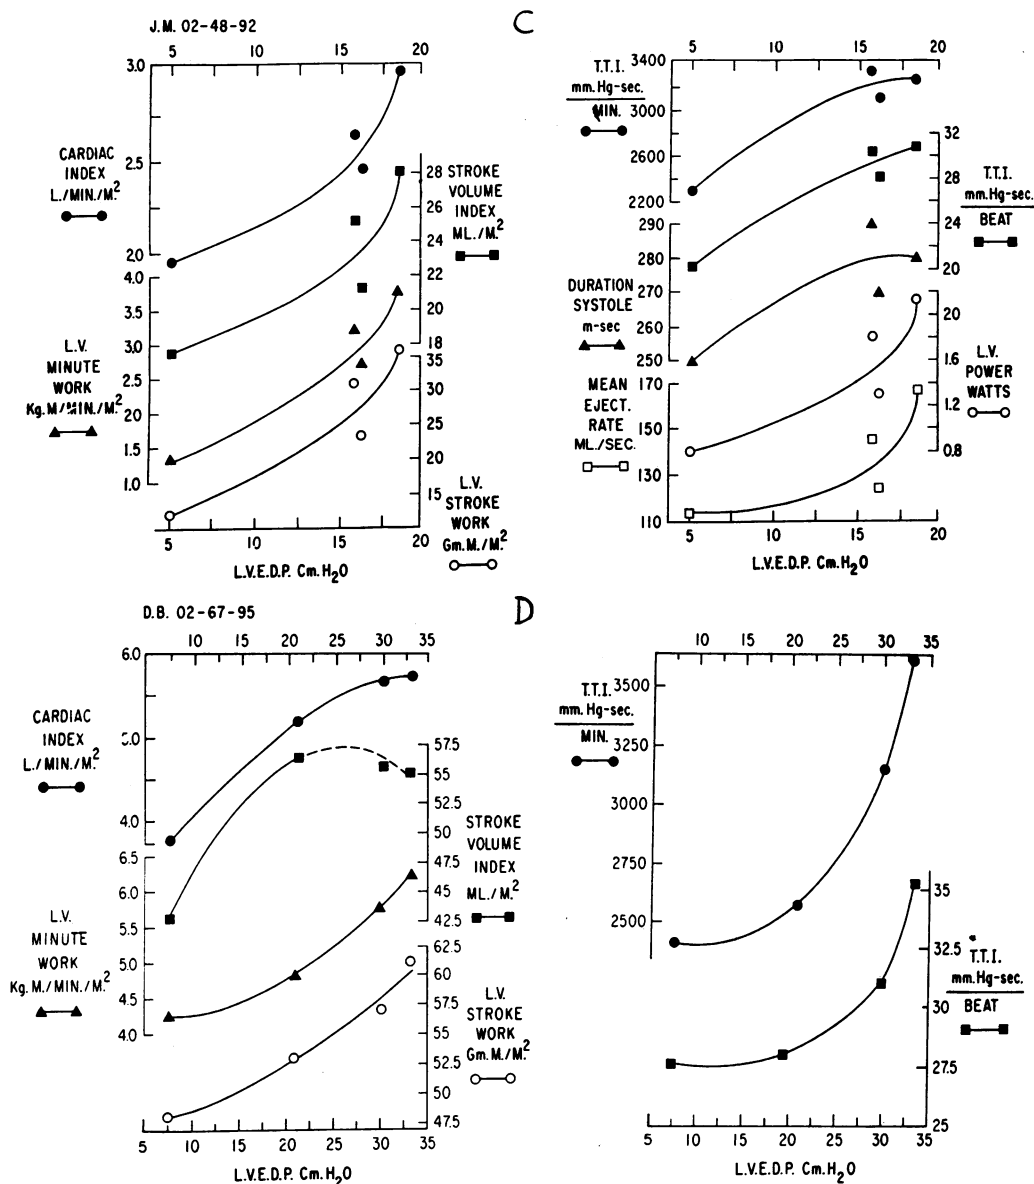 J.M. 02-48-92
C
5 10 15 20
3.0
2.5
2.0
CARDIAC
INDEX
L./MIN./M.²
4.0
3.5
3.0
2.5
2.0
1.5
1.0
L.V.
MINUTE
WORK
Kg.M/MIN./M.²
28
26
24
22
20
18
STROKE
VOLUME
INDEX
ML./M.²
35
30
25
20
15
L.V.
STROKE
WORK
Gm.M./M.²
5 10 15 20
L.V.E.D.P. Cm.H₂O
5 10 15 20
3400
3000
2600
2200
T.T.I.
mm.Hg-sec.
MIN.
290
280
270
260
250
DURATION
SYSTOLE
m-sec
170
150
130
110
MEAN
EJECT.
RATE
ML./SEC.
32
28
24
20
T.T.I.
mm.Hg-sec.
BEAT
2.0
1.6
1.2
0.8
L.V.
POWER
WATTS
5 10 15 20
L.V.E.D.P. Cm.H₂O
D.B. 02-67-95
D
10 15 20 25 30 35
6.0
5.0
4.0
CARDIAC
INDEX
L./MIN./M.²
6.5
6.0
5.5
5.0
4.5
4.0
L.V.
MINUTE
WORK
Kg.M./MIN./M.²
57.5
55
52.5
50
47.5
45
42.5
STROKE
VOLUME
INDEX
ML./M.²
62.5
60
57.5
55
52.5
50
47.5
L.V.
STROKE
WORK
Gm.M./M.²
5 10 15 20 25 30 35
L.V.E.D.P. Cm.H₂O
10 15 20 25 30 35
3500
3250
3000
2750
2500
T.T.I.
mm.Hg-sec.
MIN.
35
32.5
30
27.5
25
T.T.I.
mm.Hg-sec.
BEAT
5 10 15 20 25 30 35
L.V.E.D.P. Cm.H₂O